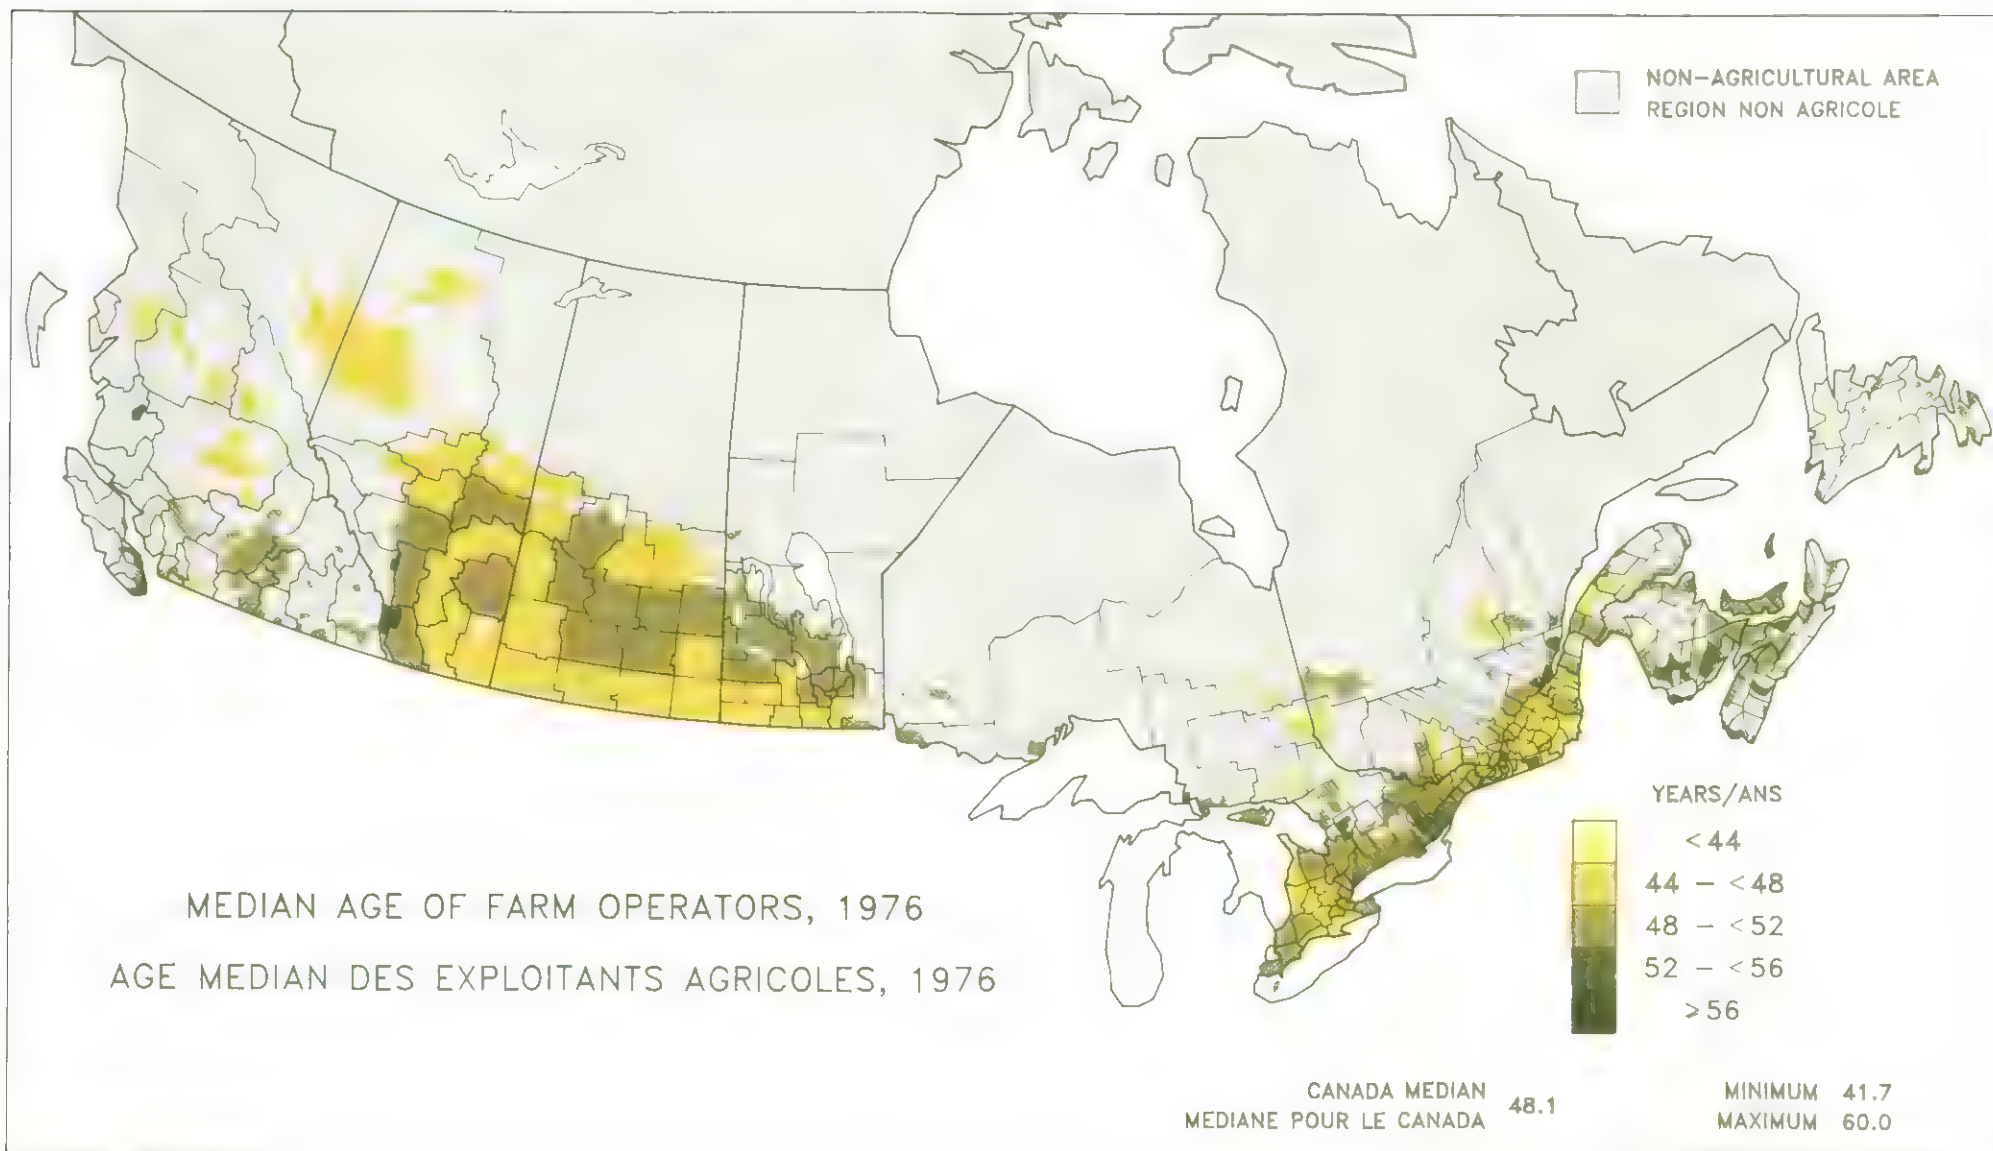 NON-AGRICULTURAL AREA
REGION NON AGRICOLE
YEARS/ANS
<44
44 - <48
48 - <52
52 - <56
≥56
MEDIAN AGE OF FARM OPERATORS, 1976
AGE MEDIAN DES EXPLOITANTS AGRICOLES, 1976
CANADA MEDIAN
MEDIANE POUR LE CANADA 48.1
MINIMUM 41.7
MAXIMUM 60.0